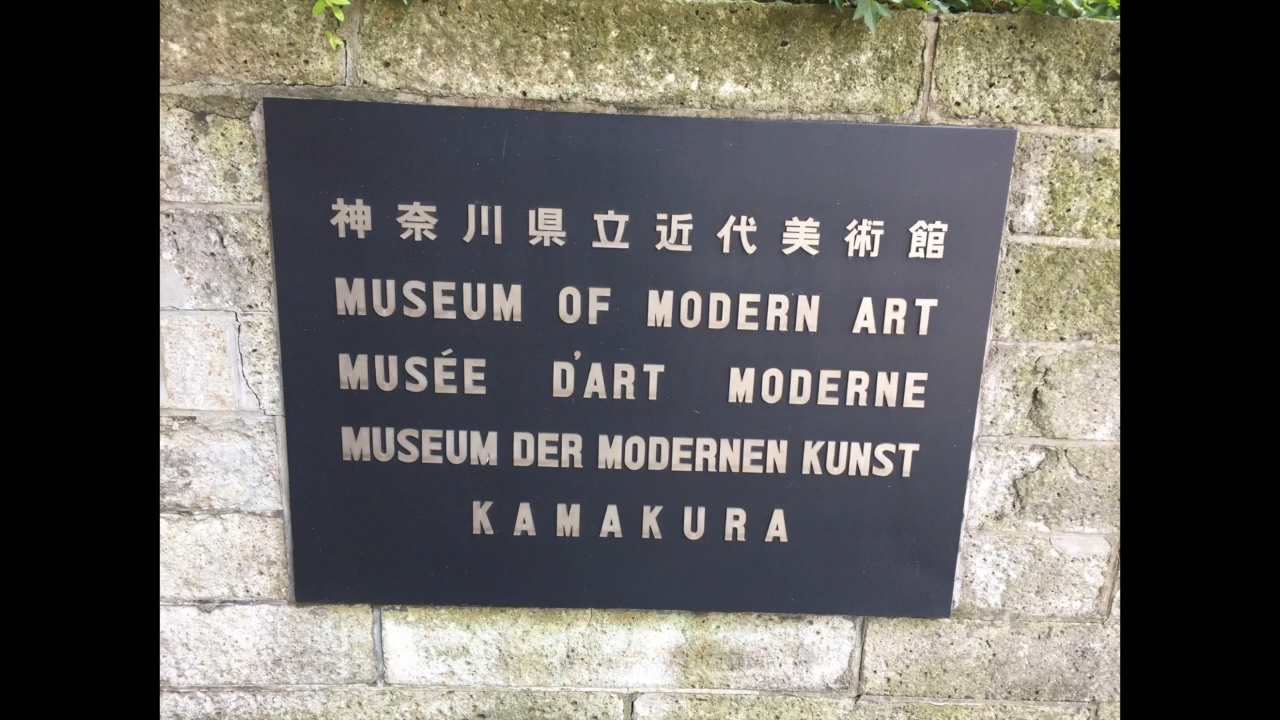 神奈川県立近代美術館
MUSEUM OF MODERN ART
MUSÉE D'ART MODERNE
MUSEUM DER MODERNEN KUNST
KAMAKURA